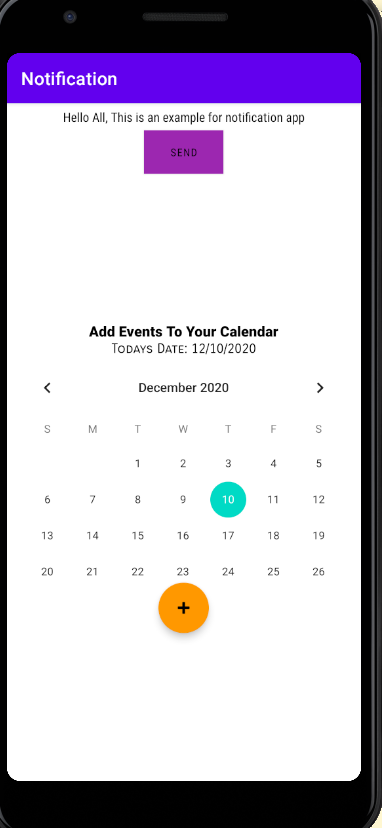 Notification
Hello All, This is an example for notification app
SEND
Add Events To Your Calendar
Todays Date: 12/10/2020
< December 2020 >
S M T W T F S
1 2 3 4 5
6 7 8 9 10 11 12
13 14 15 16 17 18 19
20 21 22 23 24 25 26
+